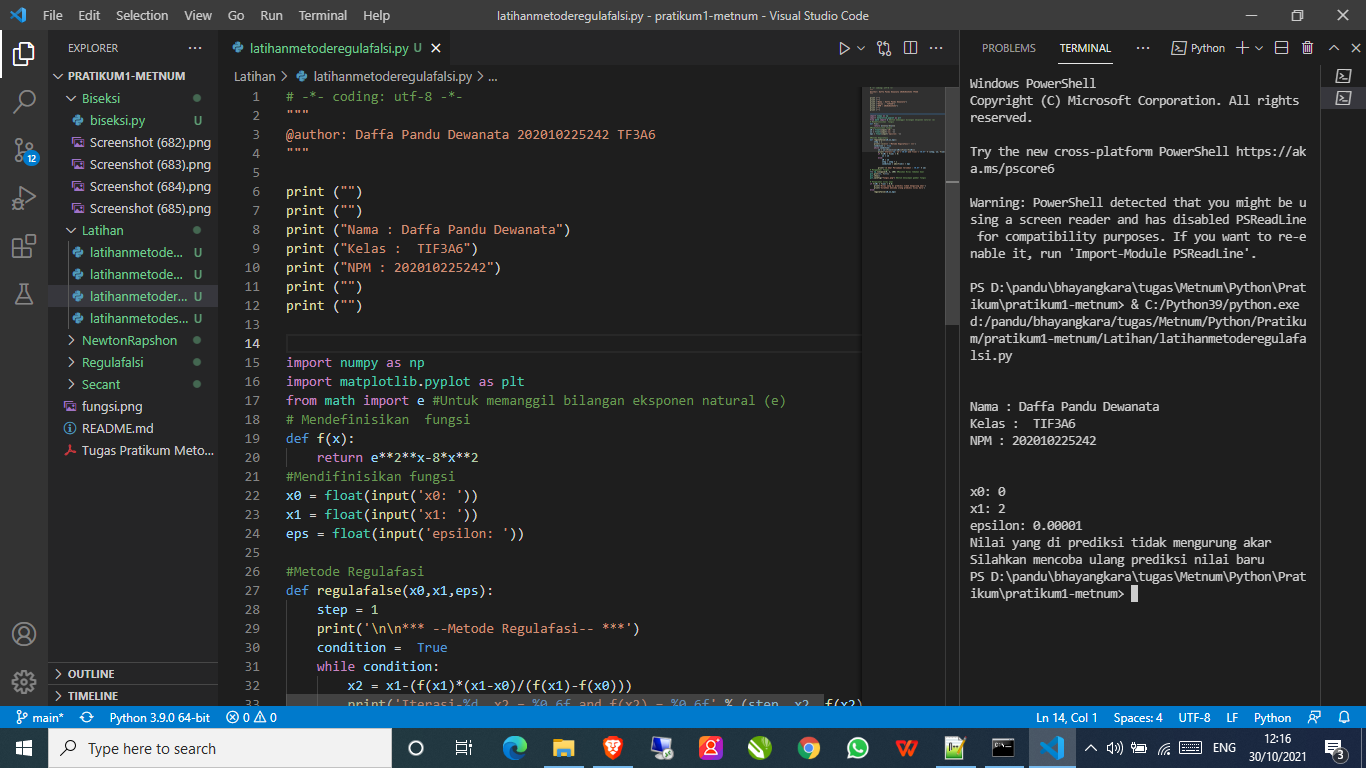 File Edit Selection View Go Run Terminal Help
latihanmetoderegulafalsi.py - pratikum1-metnum - Visual Studio Code
EXPLORER
PRATIKUM1-METNUM
Biseksi
biseksi.py U
Screenshot (682).png
Screenshot (683).png
Screenshot (684).png
Screenshot (685).png
Latihan
latihanmetode... U
latihanmetode... U
latihanmetoder... U
latihanmetodes... U
NewtonRapshon
Regulafalsi
Secant
fungsi.png
README.md
Tugas Pratikum Meto...
OUTLINE
TIMELINE
12
latihanmetoderegulafalsi.py U
Latihan > latihanmetoderegulafalsi.py > ...
1 # -*- coding: utf-8 -*-
2 """
3 @author: Daffa Pandu Dewanata 202010225242 TF3A6
4 """
5
6 print ("")
7 print ("")
8 print ("Nama : Daffa Pandu Dewanata")
9 print ("Kelas :  TIF3A6")
10 print ("NPM : 202010225242")
11 print ("")
12 print ("")
13
14
15 import numpy as np
16 import matplotlib.pyplot as plt
17 from math import e #Untuk memanggil bilangan eksponen natural (e)
18 # Mendefinisikan  fungsi
19 def f(x):
20     return e**2**x-8*x**2
21 #Mendifinisikan fungsi
22 x0 = float(input('x0: '))
23 x1 = float(input('x1: '))
24 eps = float(input('epsilon: '))
25
26 #Metode Regulafasi
27 def regulafalse(x0,x1,eps):
28     step = 1
29     print('\n\n*** --Metode Regulafasi-- ***')
30     condition =  True
31     while condition:
32         x2 = x1-(f(x1)*(x1-x0)/(f(x1)-f(x0)))
33         print('Iterasi-%d, x2 = %0.6f and f(x2) = %0.6f' % (step, x2, f(x2)
PROBLEMS TERMINAL Python
Windows PowerShell
Copyright (C) Microsoft Corporation. All rights
reserved.
Try the new cross-platform PowerShell https://ak
a.ms/pscore6
Warning: PowerShell detected that you might be u
sing a screen reader and has disabled PSReadLine
 for compatibility purposes. If you want to re-e
nable it, run 'Import-Module PSReadLine'.
PS D:\pandu\bhayangkara\tugas\Metnum\Python\Prat
ikum\pratikum1-metnum> & C:/Python39/python.exe
d:/pandu/bhayangkara/tugas/Metnum/Python/Pratiku
m/pratikum1-metnum/Latihan/latihanmetoderegulafa
lsi.py
Nama : Daffa Pandu Dewanata
Kelas :  TIF3A6
NPM : 202010225242
x0: 0
x1: 2
epsilon: 0.00001
Nilai yang di prediksi tidak mengurung akar
Silahkan mencoba ulang prediksi nilai baru
PS D:\pandu\bhayangkara\tugas\Metnum\Python\Prat
ikum\pratikum1-metnum>
main* Python 3.9.0 64-bit 0 0
Ln 14, Col 1 Spaces: 4 UTF-8 LF Python
Type here to search
ENG
12:16
30/10/2021
3